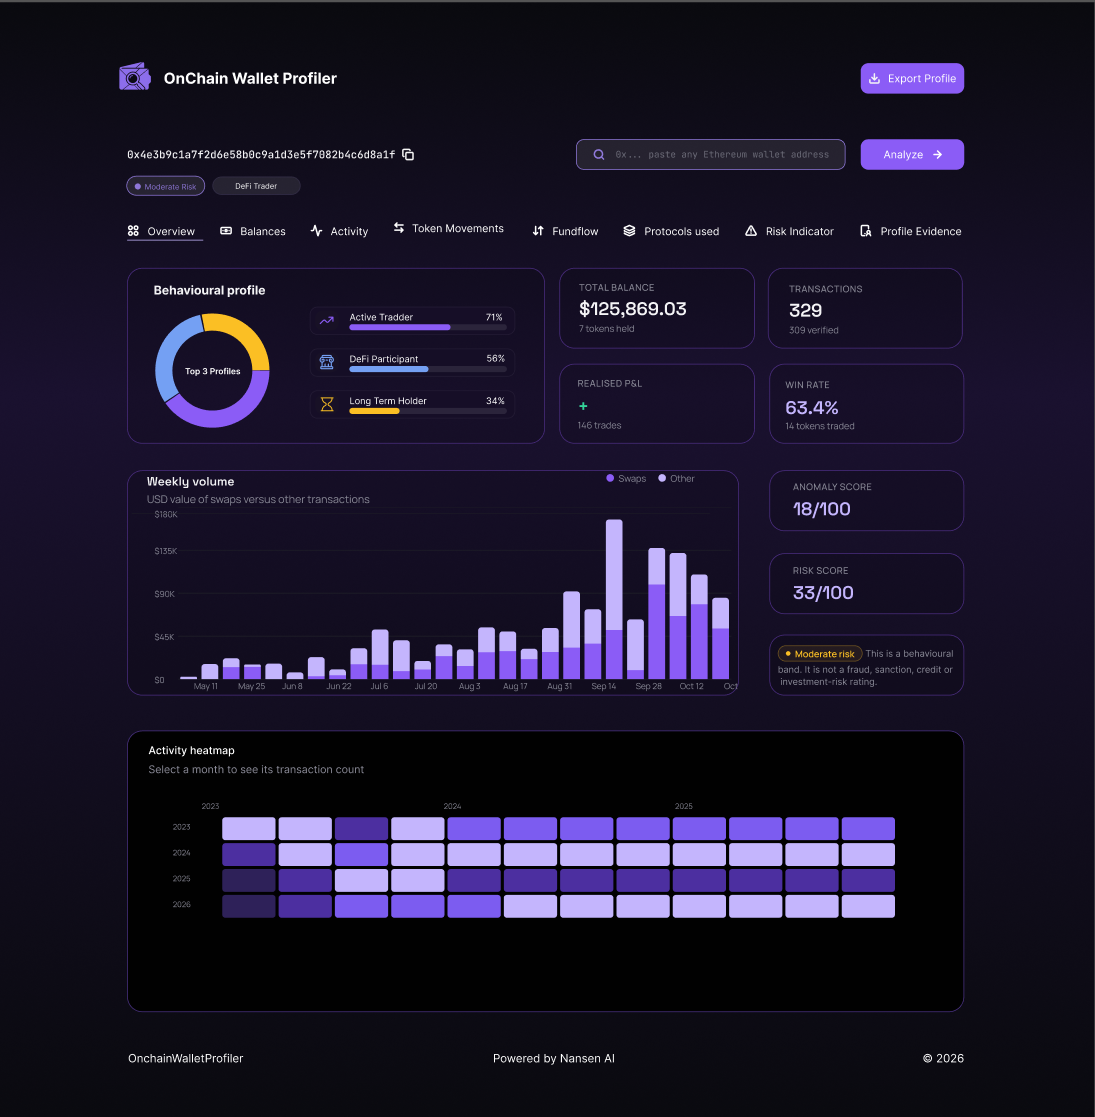 OnChain Wallet Profiler
Export Profile
0x4e3b9c1a7f2d6e58b0c9a1d3e5f7082b4c6d8a1f
0x... paste any Ethereum wallet address
Analyze
Moderate Risk
DeFi Trader
Overview
Balances
Activity
Token Movements
Fundflow
Protocols used
Risk Indicator
Profile Evidence
Behavioural profile
Top 3 Profiles
Active Tradder 71%
DeFi Participant 56%
Long Term Holder 34%
TOTAL BALANCE
$125,869.03
7 tokens held
TRANSACTIONS
329
309 verified
REALISED P&L
+
146 trades
WIN RATE
63.4%
14 tokens traded
Weekly volume
USD value of swaps versus other transactions
Swaps
Other
$180K
$135K
$90K
$45K
$0
May 11 May 25 Jun 8 Jun 22 Jul 6 Jul 20 Aug 3 Aug 17 Aug 31 Sep 14 Sep 28 Oct 12 Oct
ANOMALY SCORE
18/100
RISK SCORE
33/100
Moderate risk This is a behavioural
band. It is not a fraud, sanction, credit or
investment-risk rating.
Activity heatmap
Select a month to see its transaction count
2023 2024 2025
2023
2024
2025
2026
OnchainWalletProfiler
Powered by Nansen AI
© 2026